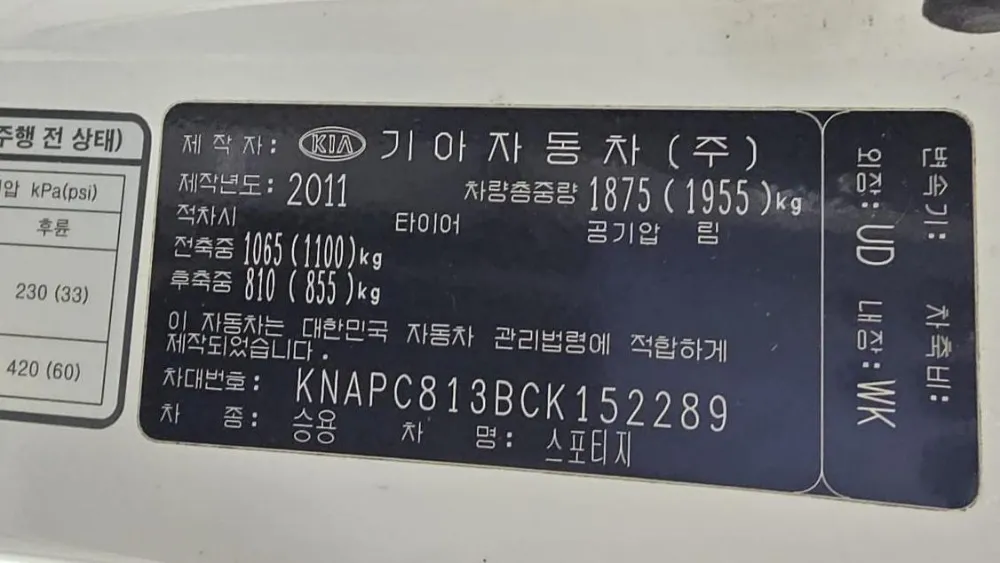 주행 전 상태)
압 kPa(psi)
후륜
230 (33)
420 (60)
제 작 자: KIA 기아자동차(주)
제작년도: 2011 차량총중량 1875(1955)kg
적차시 타이어 공기압 림
전축중 1065(1100)kg
후축중 810 (855)kg
이 자동차는 대한민국 자동차 관리법령에 적합하게
제작되었습니다.
차대번호: KNAPC813BCK152289
차 종: 승용 차 명: 스포티지
변속기: 차축비:
외장:UD 내장:WK